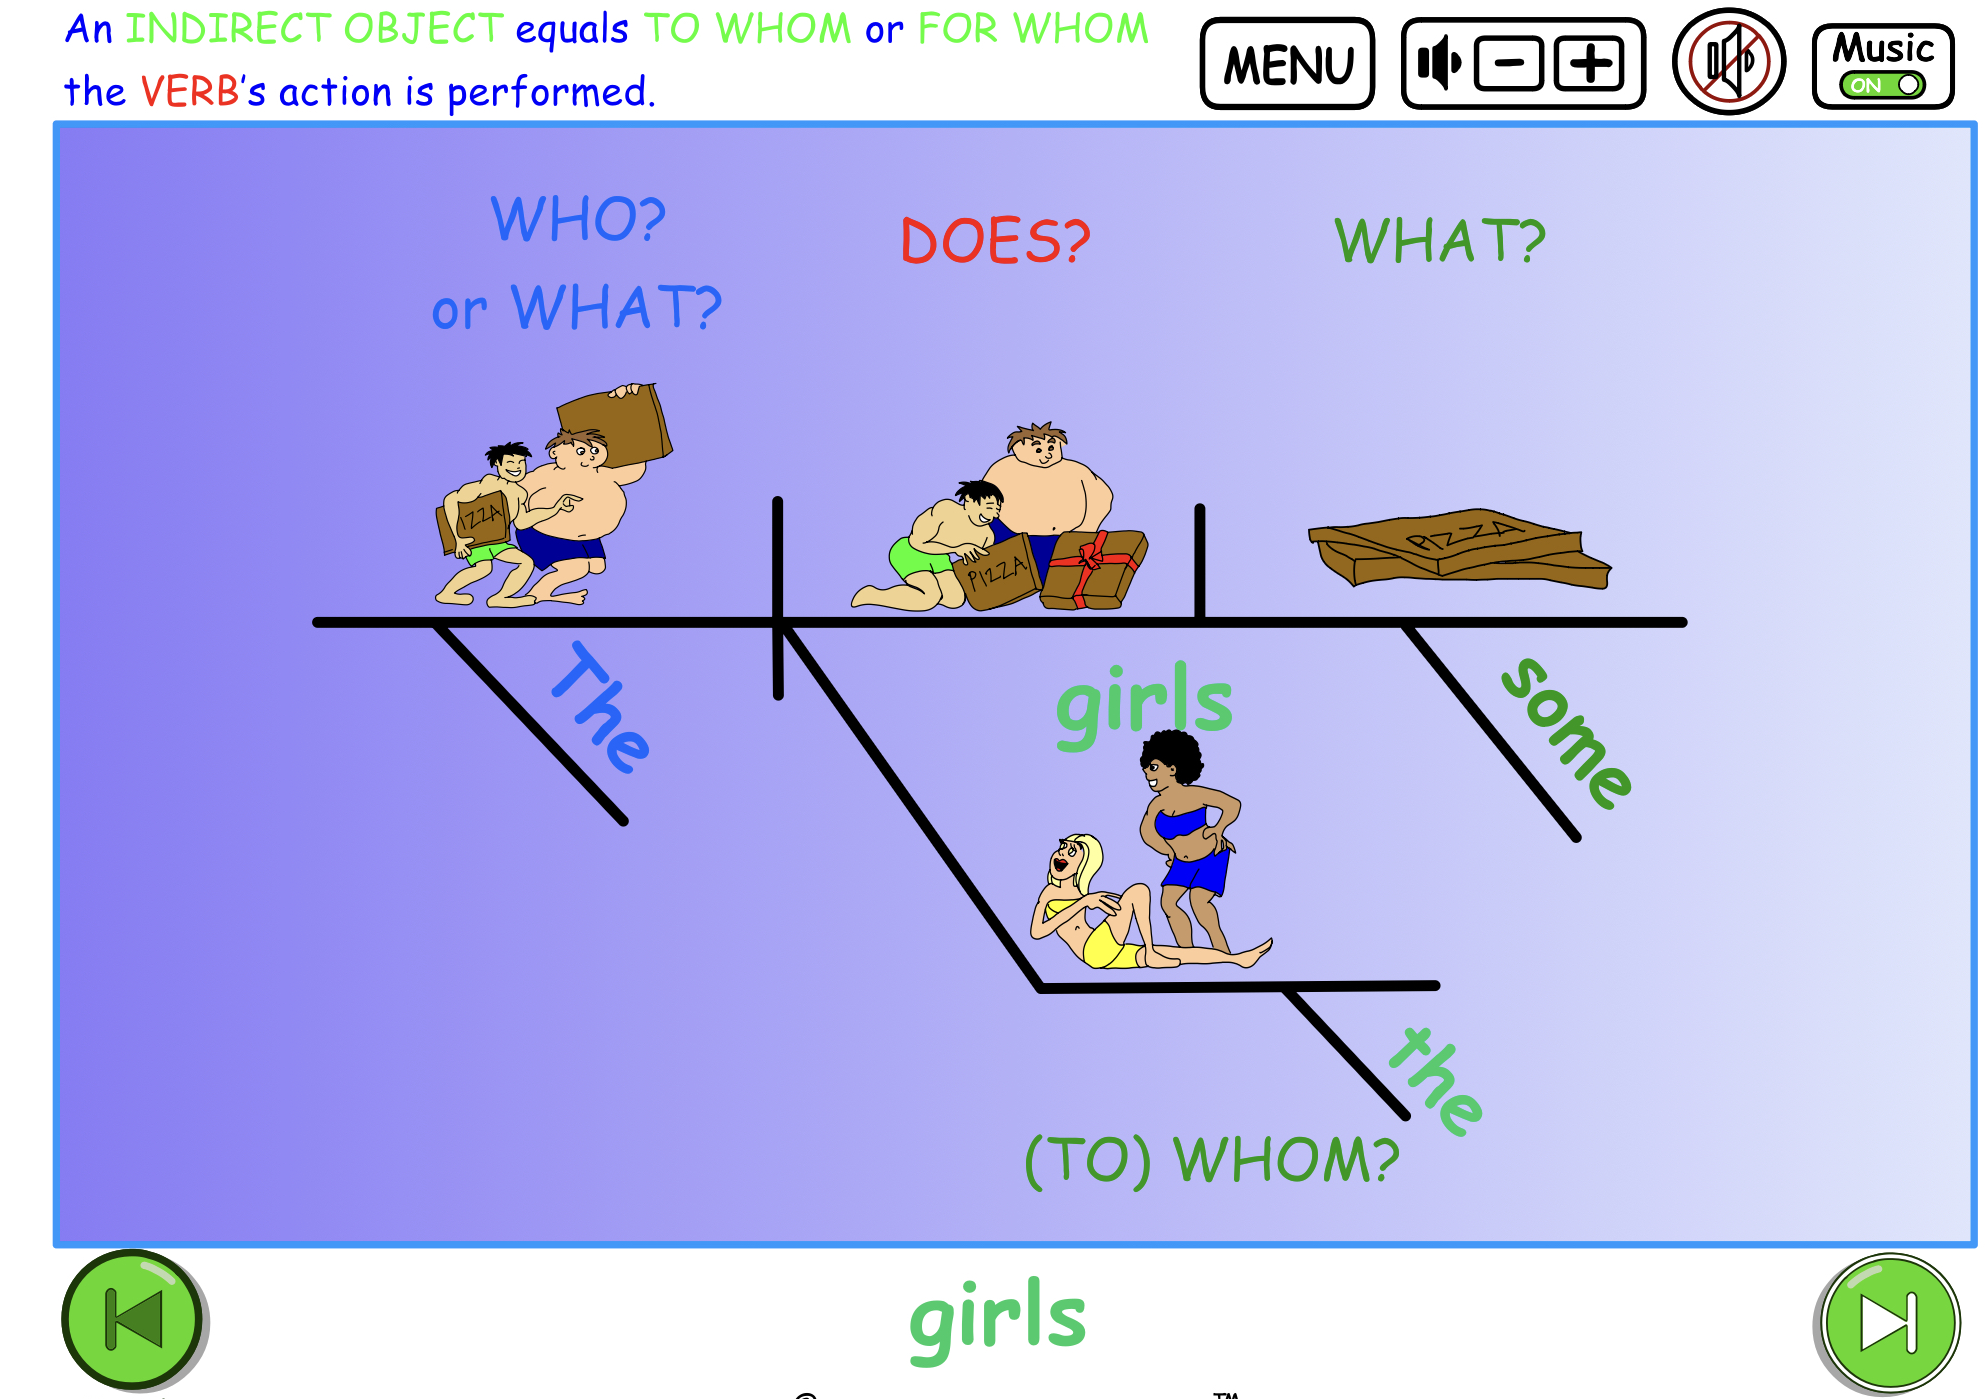 An INDIRECT OBJECT equals TO WHOM or FOR WHOM
the VERB's action is performed.
MENU
Music
ON
WHO?
or WHAT?
DOES?
WHAT?
IZZA
PIZZA
PIZZA
The
girls
some
the
(TO) WHOM?
girls
TM